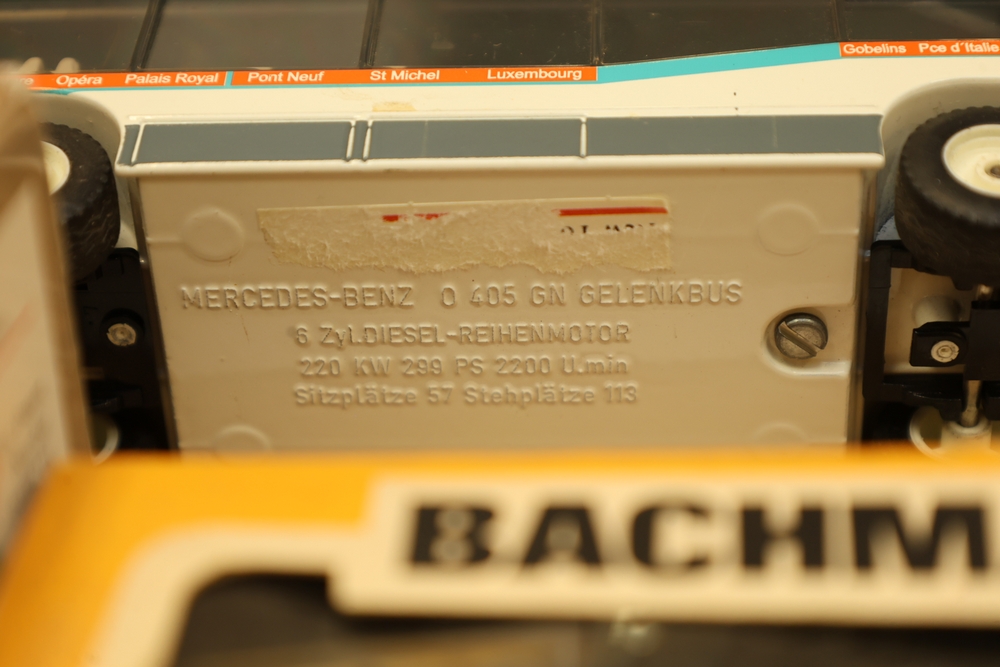 Opéra Palais Royal Pont Neuf St Michel Luxembourg Gobelins Pce d'Italie
MERCEDES-BENZ O 405 GN GELENKBUS
6 Zyl.DIESEL-REIHENMOTOR
220 KW 299 PS 2200 U.min
Sitzplätze 57 Stehplätze 113
BACHM